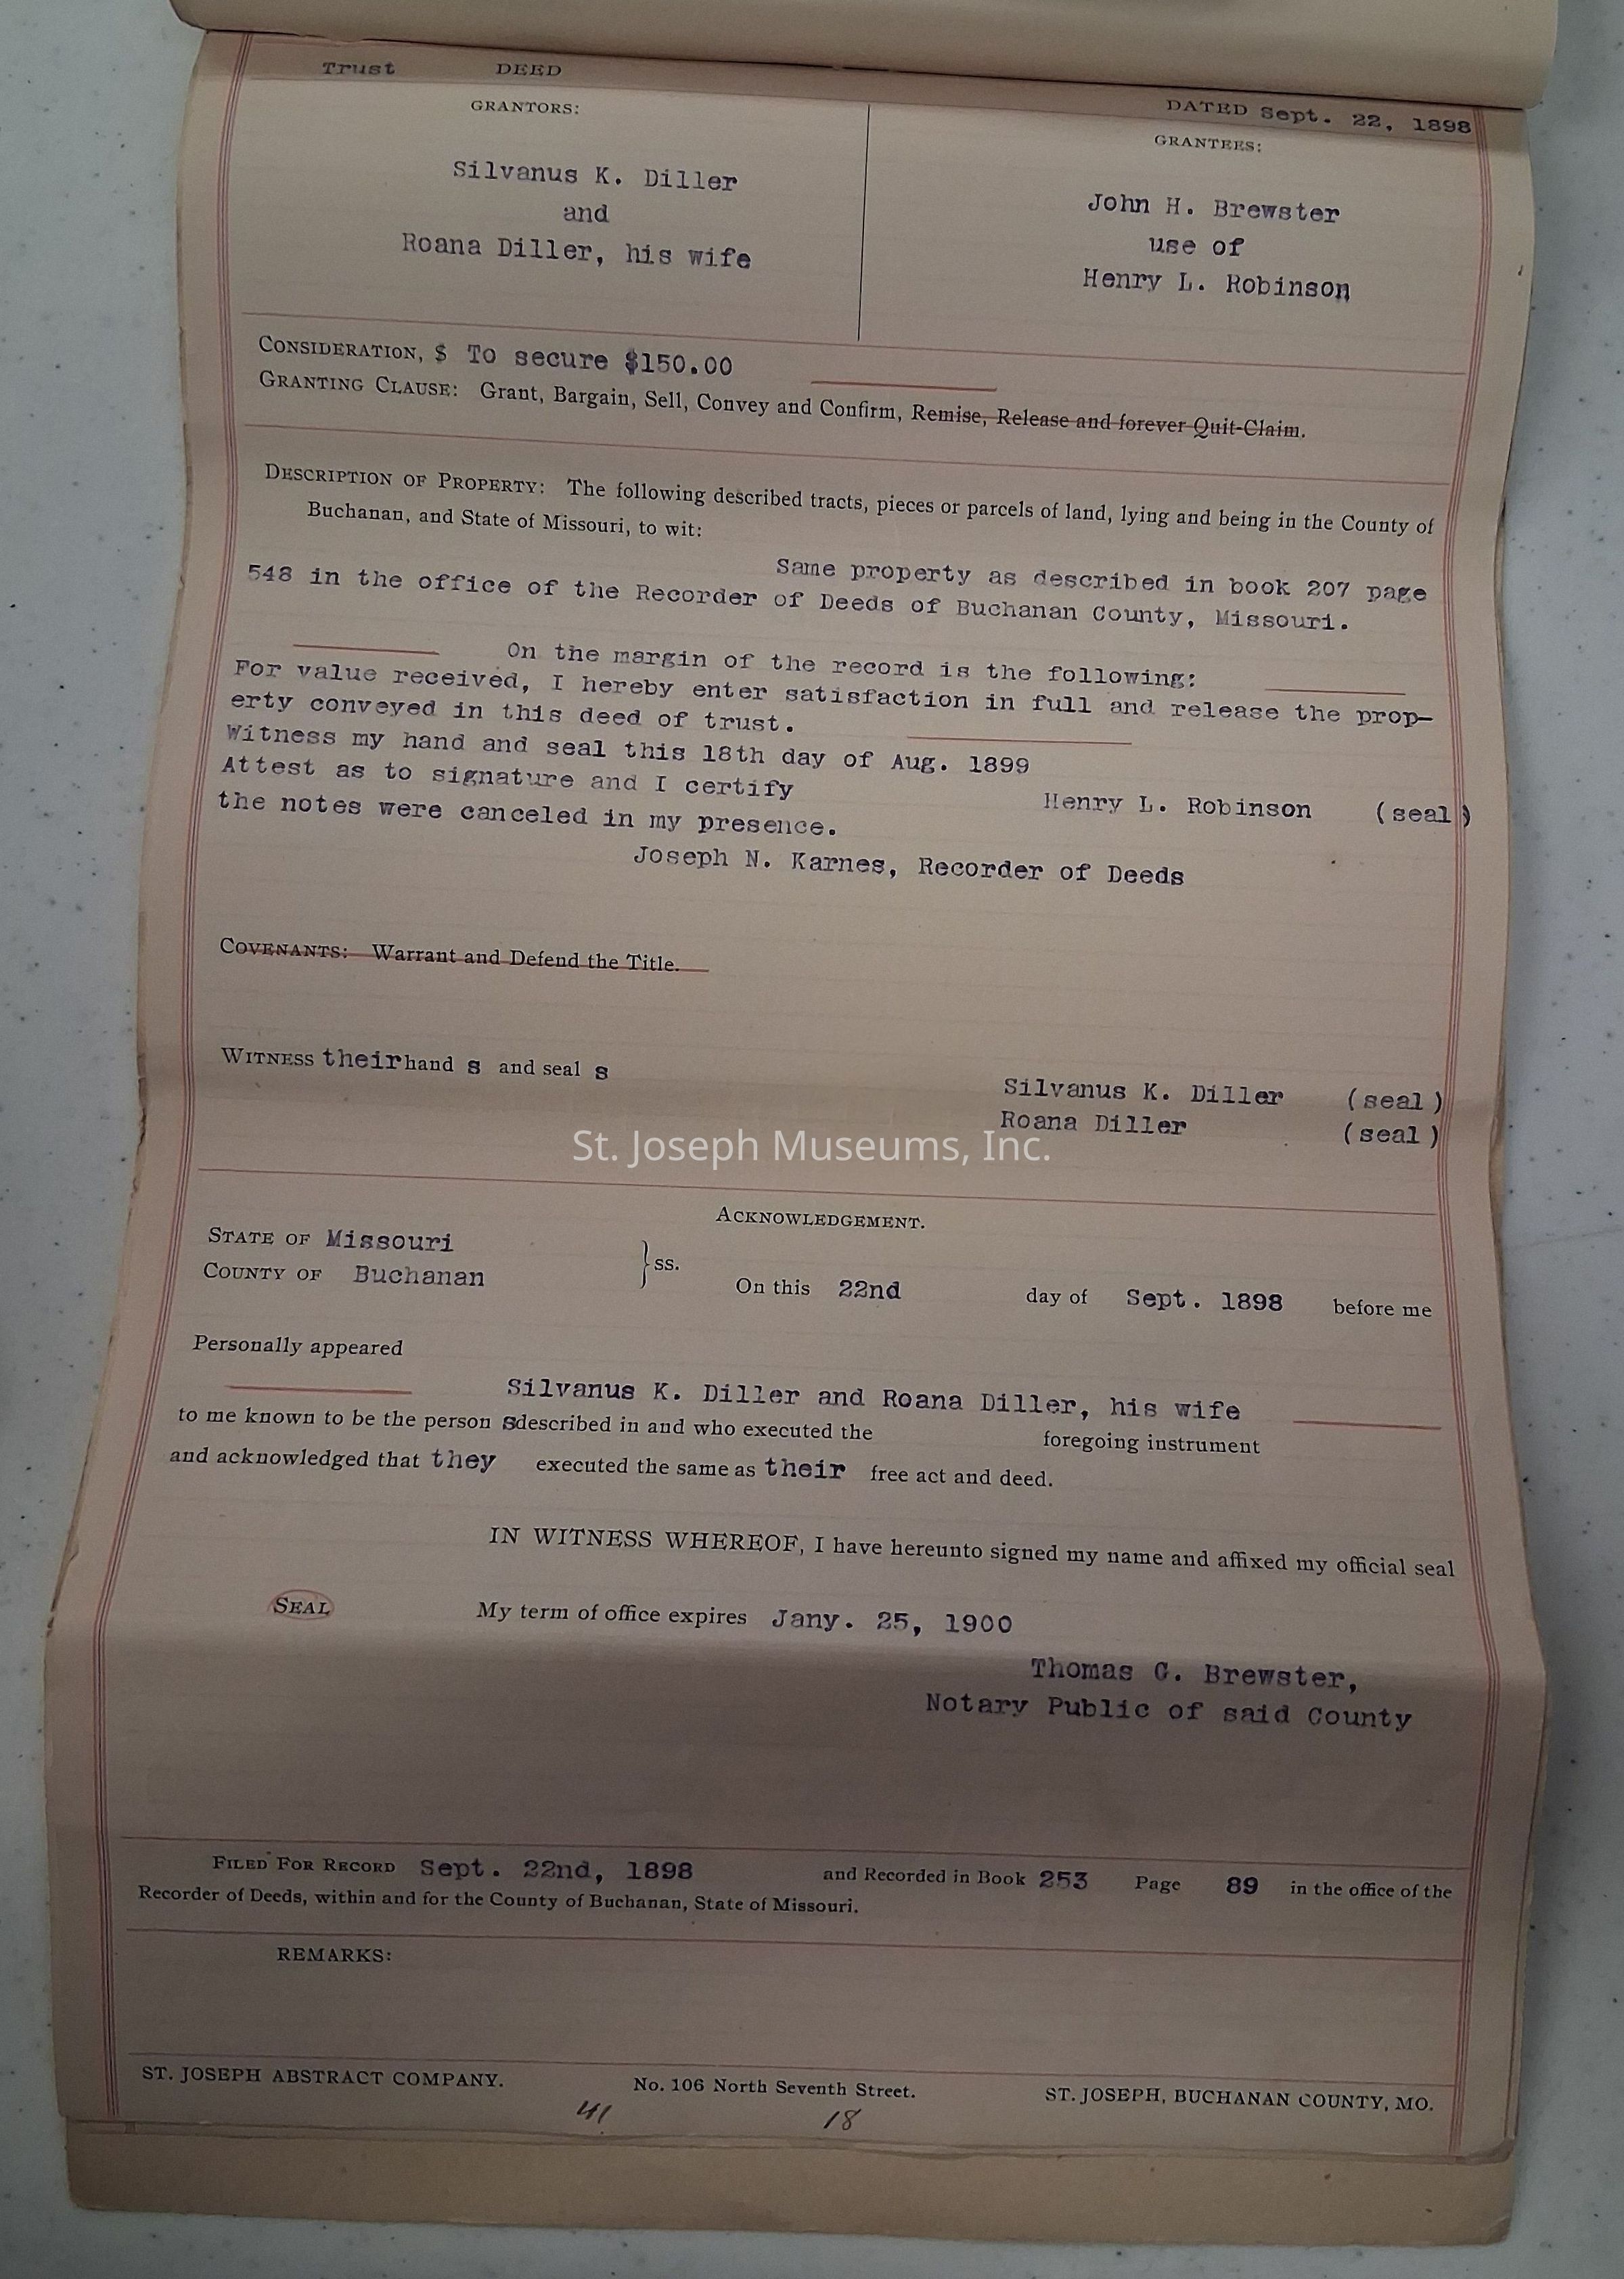 Trust DEED
DATED Sept. 22, 1898
GRANTORS:
GRANTEES:
Silvanus K. Diller
and
Roana Diller, his wife
John H. Brewster
use of
Henry L. Robinson
CONSIDERATION, $ To secure $150.00
GRANTING CLAUSE: Grant, Bargain, Sell, Convey and Confirm, Remise, Release and forever Quit-Claim.
DESCRIPTION OF PROPERTY: The following described tracts, pieces or parcels of land, lying and being in the County of
Buchanan, and State of Missouri, to wit:
Same property as described in book 207 page
548 in the office of the Recorder of Deeds of Buchanan County, Missouri.
On the margin of the record is the following:
For value received, I hereby enter satisfaction in full and release the prop-
erty conveyed in this deed of trust.
Witness my hand and seal this 18th day of Aug. 1899
Attest as to signature and I certify
Henry L. Robinson (seal)
the notes were canceled in my presence.
Joseph N. Karnes, Recorder of Deeds
COVENANTS: Warrant and Defend the Title.
WITNESS their hand s and seal s
Silvanus K. Diller (seal)
Roana Diller (seal)
St. Joseph Museums, Inc.
ACKNOWLEDGEMENT.
STATE OF Missouri
COUNTY OF Buchanan } ss.
On this 22nd day of Sept. 1898 before me
Personally appeared
Silvanus K. Diller and Roana Diller, his wife
to me known to be the person s described in and who executed the foregoing instrument
and acknowledged that they executed the same as their free act and deed.
IN WITNESS WHEREOF, I have hereunto signed my name and affixed my official seal
SEAL My term of office expires Jany. 25, 1900
Thomas G. Brewster,
Notary Public of said County
FILED FOR RECORD Sept. 22nd, 1898 and Recorded in Book 253 Page 89 in the office of the
Recorder of Deeds, within and for the County of Buchanan, State of Missouri.
REMARKS:
ST. JOSEPH ABSTRACT COMPANY. No. 106 North Seventh Street. ST. JOSEPH, BUCHANAN COUNTY, MO.
41 18